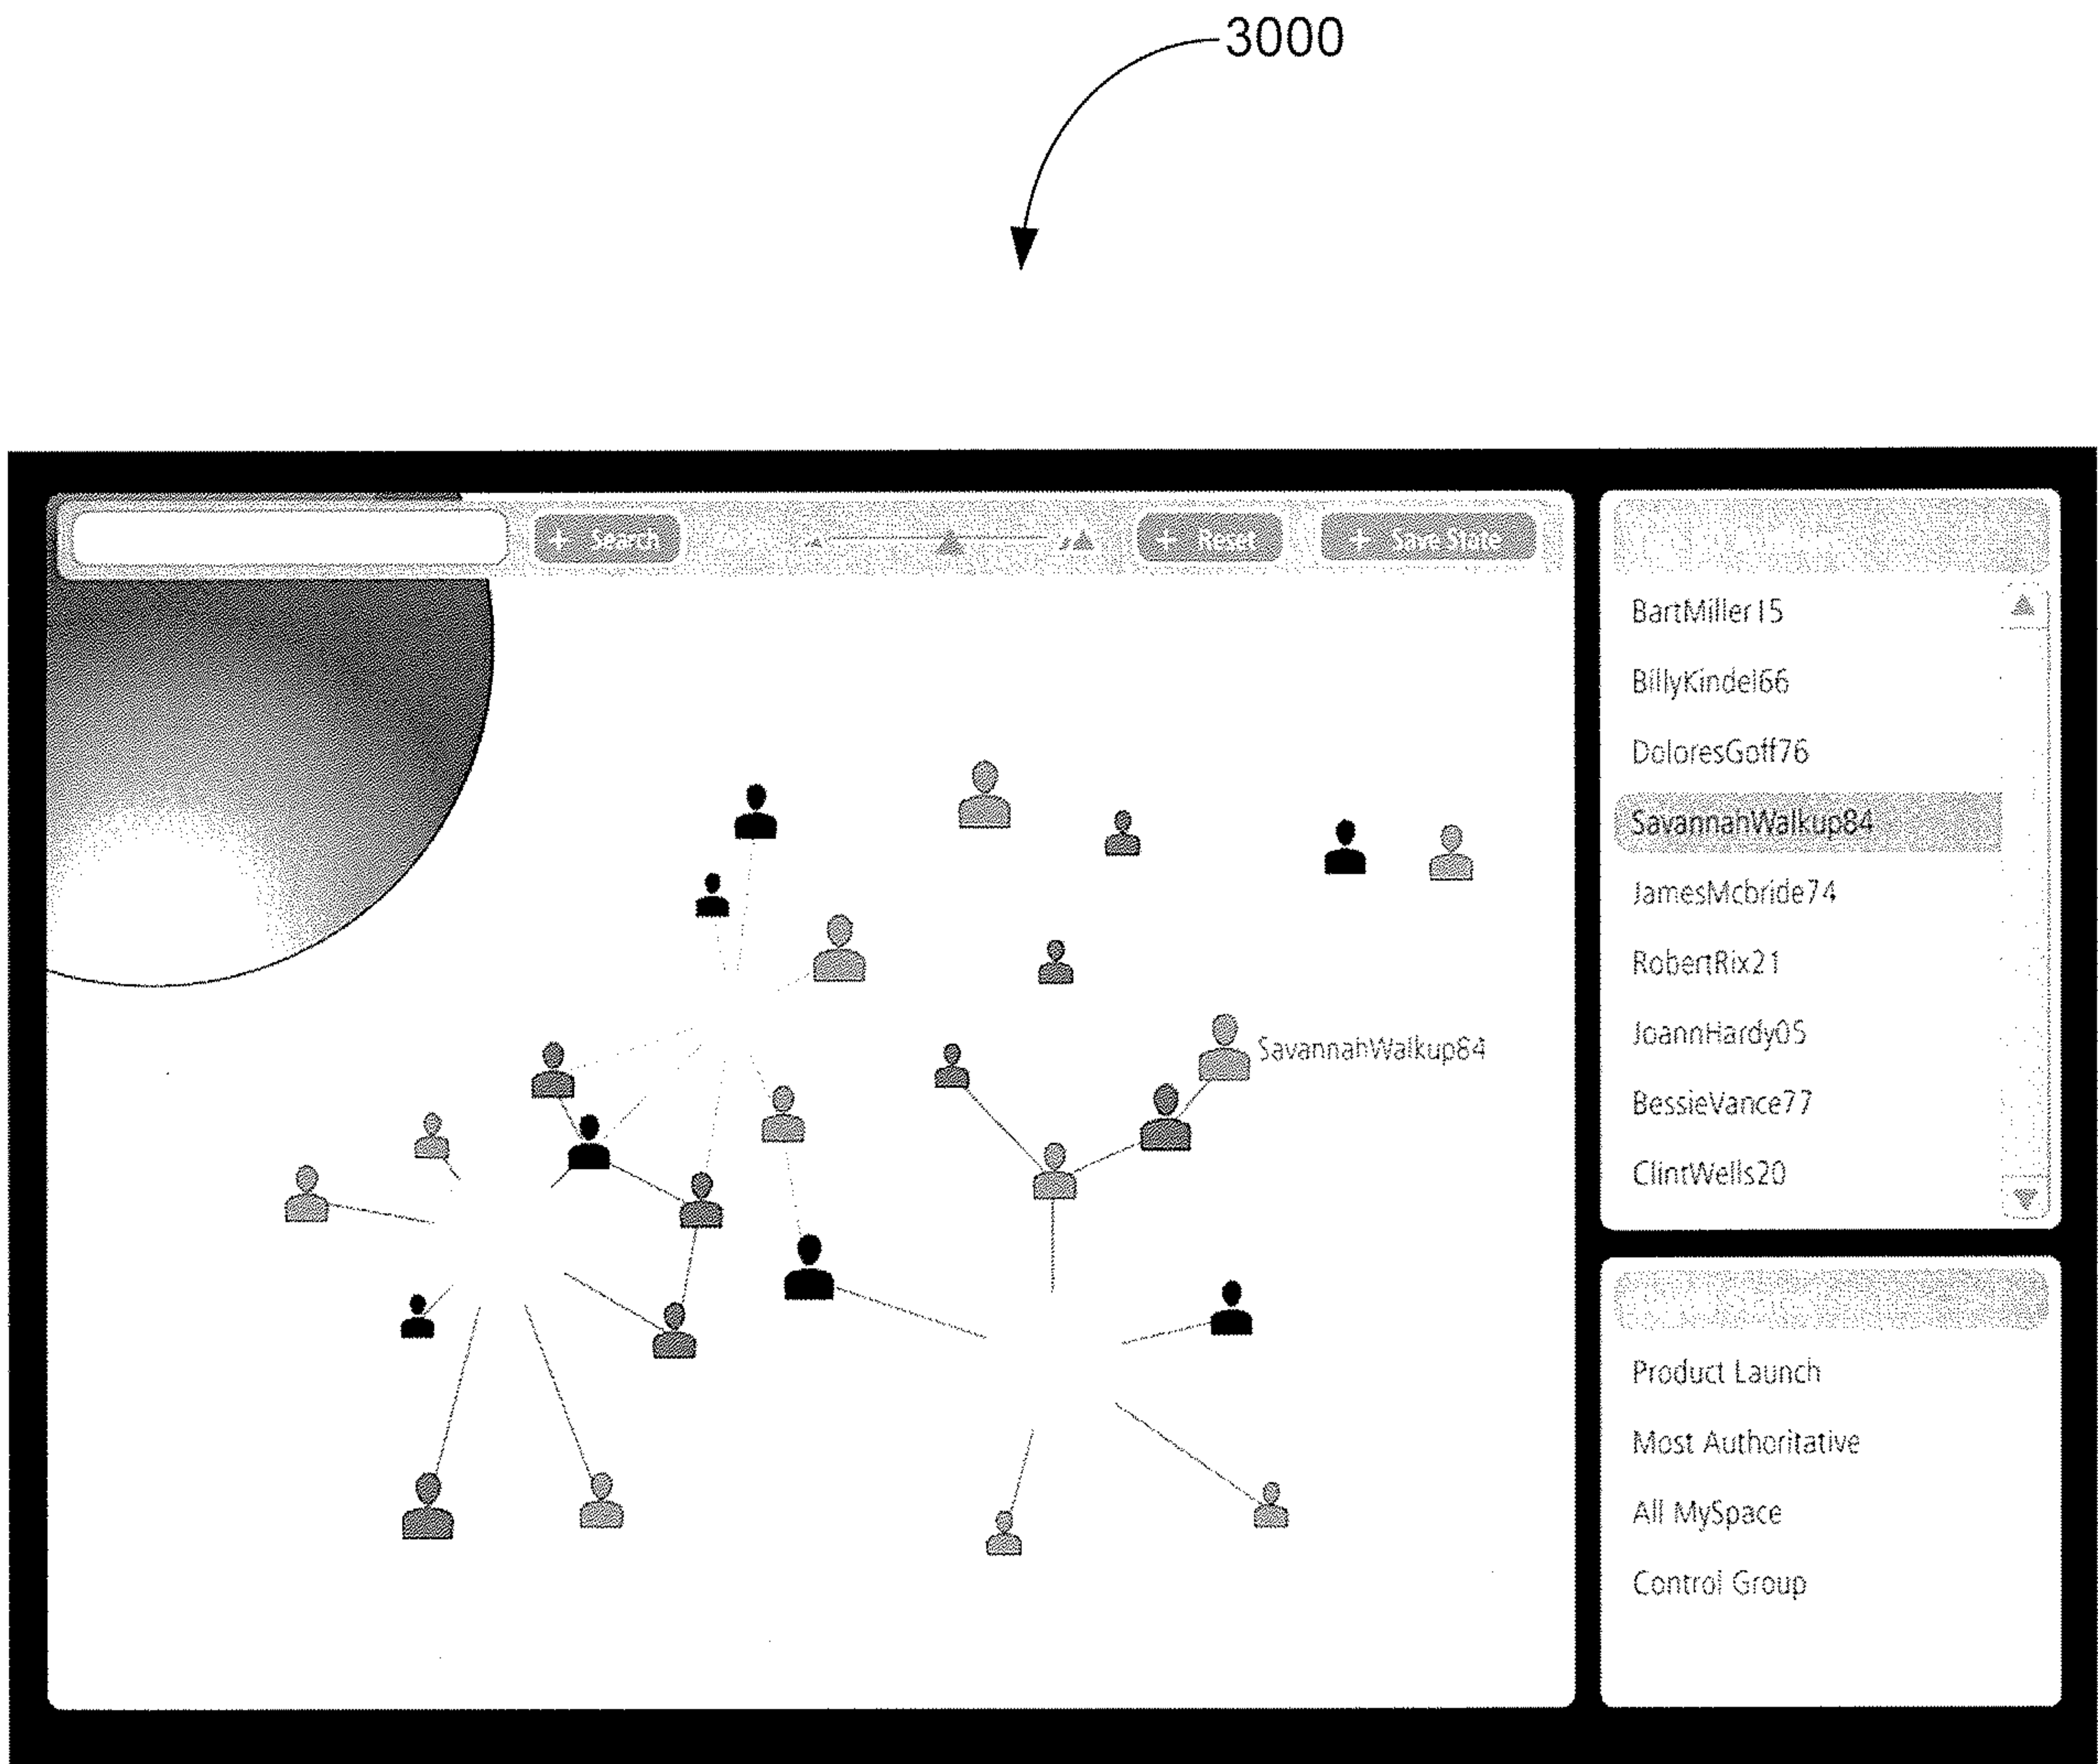 3000
+ Search
+ Reset
+ Save State
BartMiller15
BillyKindel66
DoloresGoff76
SavannahWalkup84
JamesMcbride74
RobertRix21
JoannHardy05
BessieVance77
ClintWells20
SavannahWalkup84
Product Launch
Most Authoritative
All MySpace
Control Group